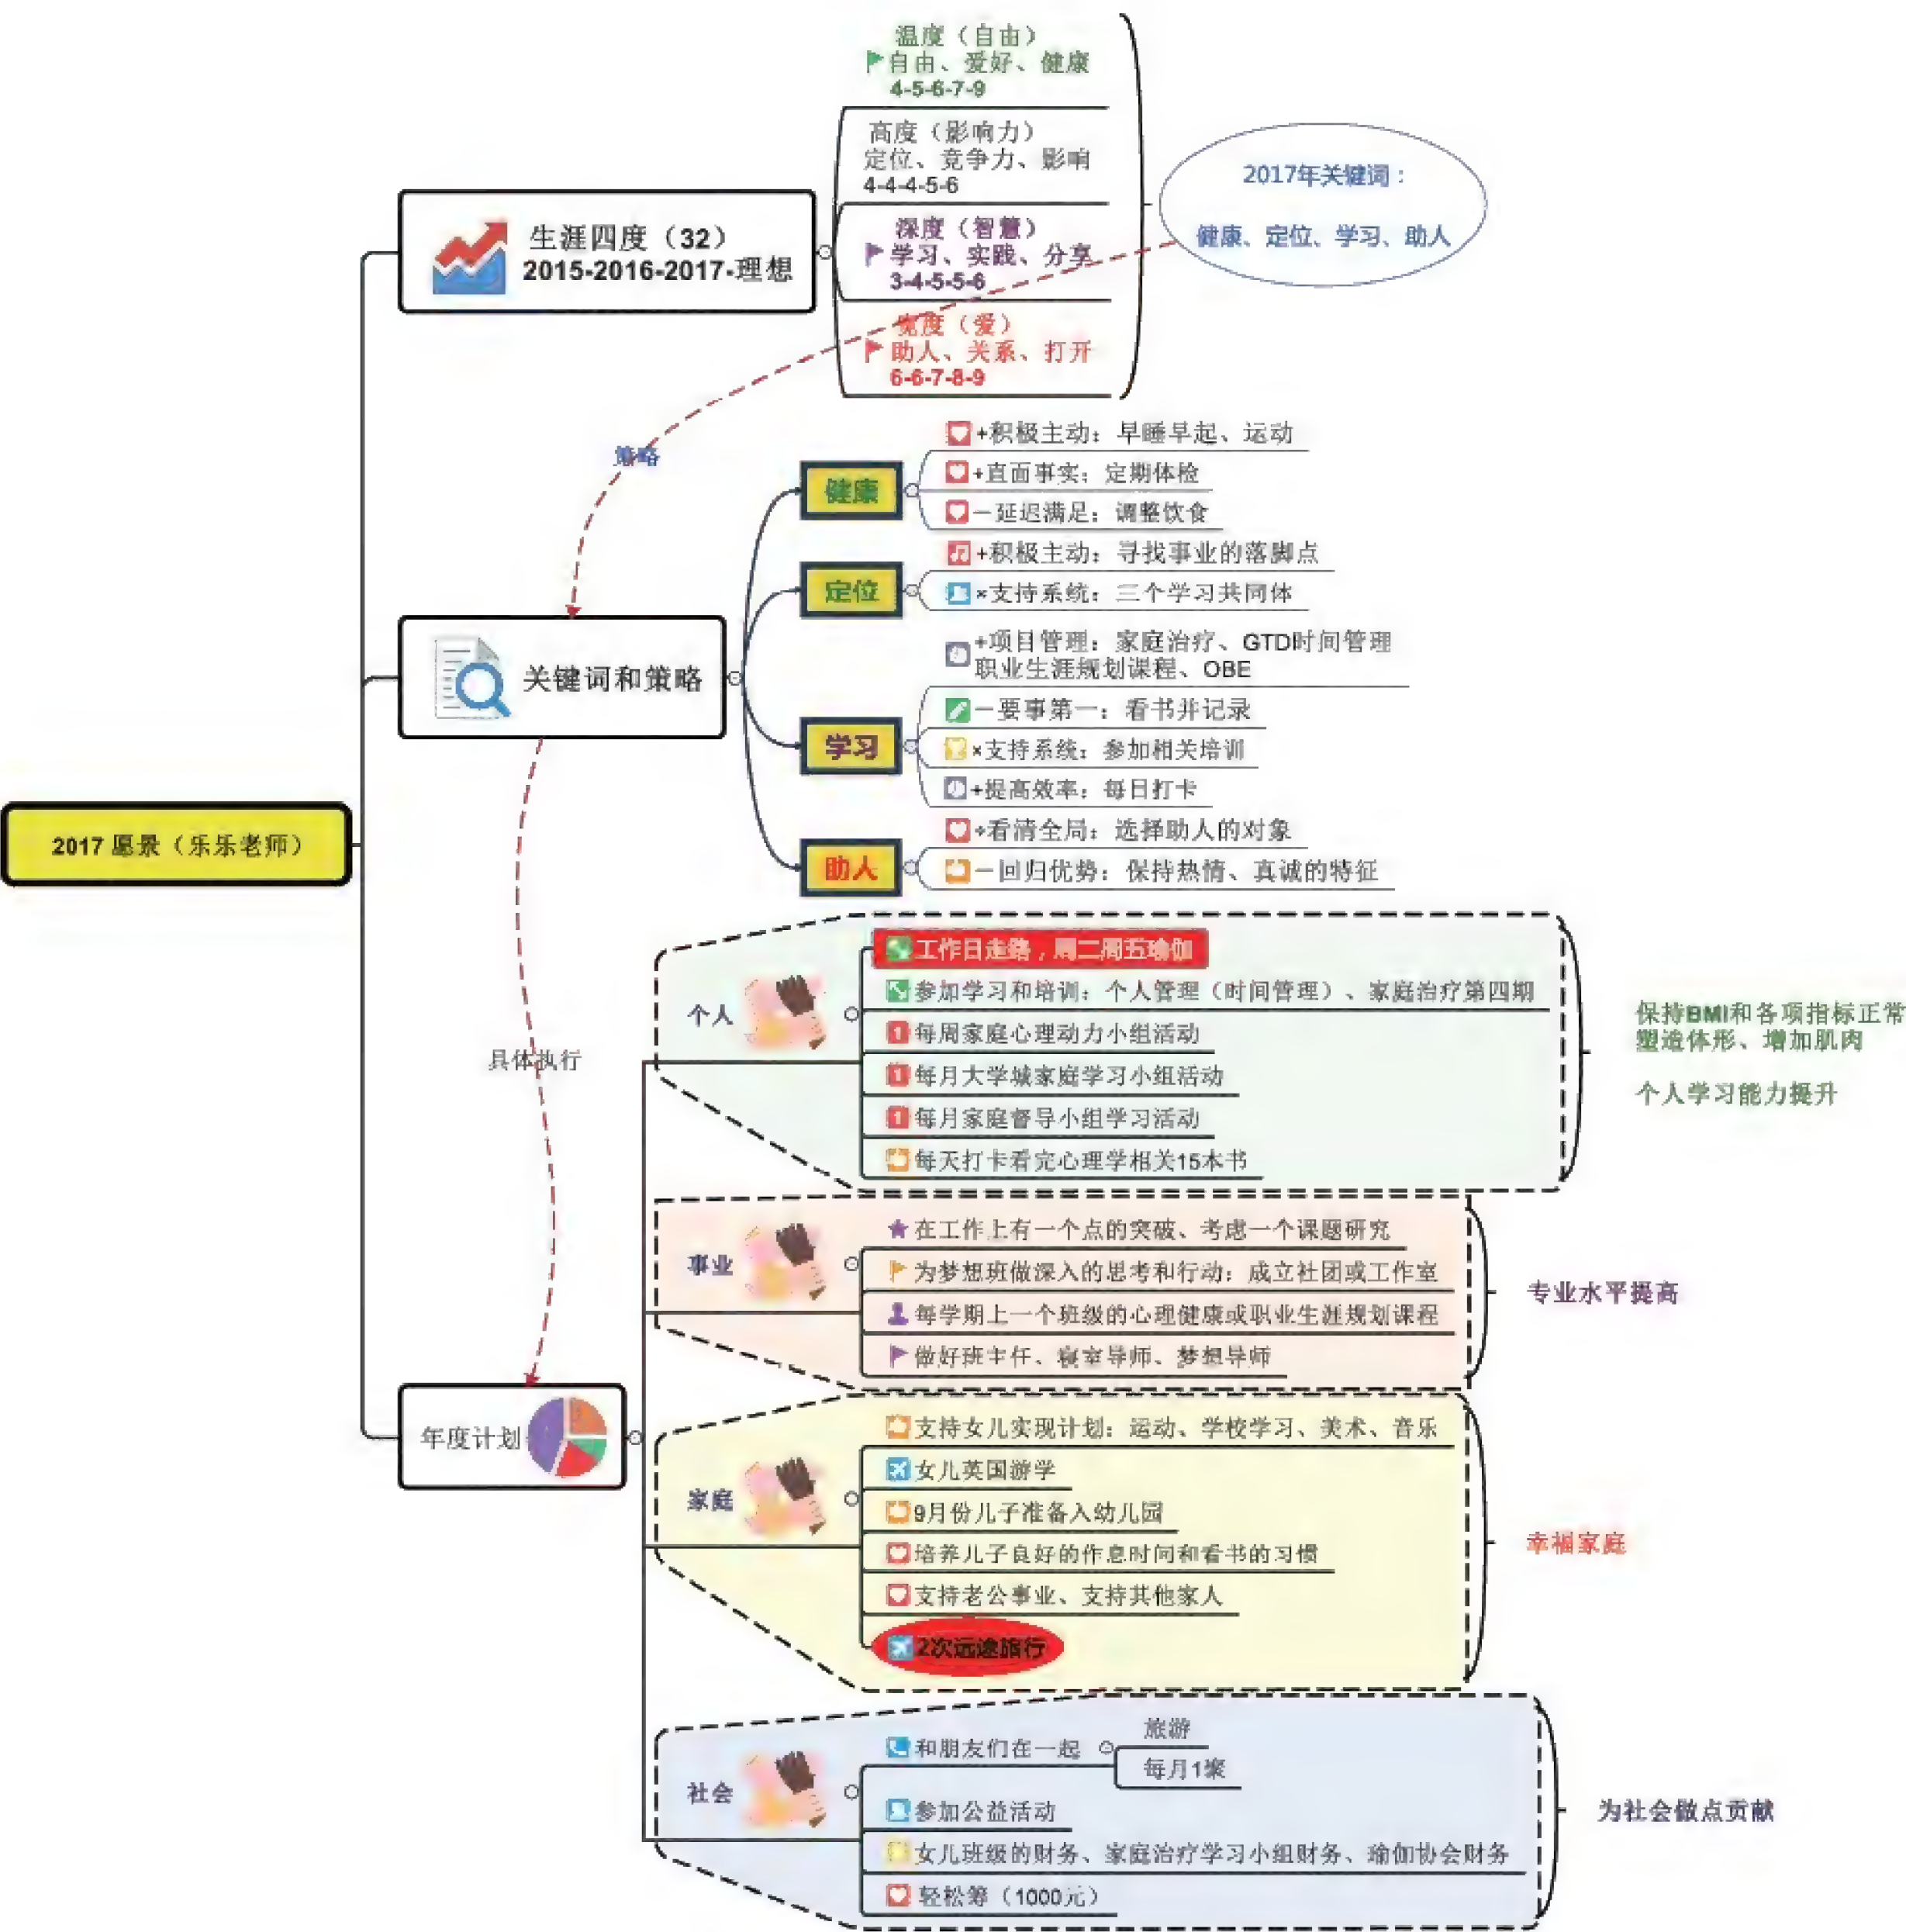 2017 愿景（乐乐老师）
生涯四度（32）
2015-2016-2017-理想
温度（自由）
自由、爱好、健康
4-5-6-7-9
高度（影响力）
定位、竞争力、影响
4-4-4-5-6
深度（智慧）
学习、实践、分享
3-4-5-5-6
宽度（爱）
助人、关系、打开
6-6-7-8-9
2017年关键词：
健康、定位、学习、助人
策略
关键词和策略
健康
+积极主动：早睡早起、运动
+直面事实：定期体检
－延迟满足：调整饮食
定位
+积极主动：寻找事业的落脚点
×支持系统：三个学习共同体
学习
+项目管理：家庭治疗、GTD时间管理
职业生涯规划课程、OBE
－要事第一：看书并记录
×支持系统：参加相关培训
+提高效率：每日打卡
助人
÷看清全局：选择助人的对象
－回归优势：保持热情、真诚的特征
具体执行
年度计划
个人
工作日走路，周二周五瑜伽
参加学习和培训：个人管理（时间管理）、家庭治疗第四期
每周家庭心理动力小组活动
每月大学城家庭学习小组活动
每月家庭督导小组学习活动
每天打卡看完心理学相关15本书
保持BMI和各项指标正常
塑造体形、增加肌肉
个人学习能力提升
事业
在工作上有一个点的突破、考虑一个课题研究
为梦想班做深入的思考和行动：成立社团或工作室
每学期上一个班级的心理健康或职业生涯规划课程
做好班主任、寝室导师、梦想导师
专业水平提高
家庭
支持女儿实现计划：运动、学校学习、美术、音乐
女儿英国游学
9月份儿子准备入幼儿园
培养儿子良好的作息时间和看书的习惯
支持老公事业、支持其他家人
2次远途旅行
幸福家庭
社会
和朋友们在一起
旅游
每月1聚
参加公益活动
女儿班级的财务、家庭治疗学习小组财务、瑜伽协会财务
轻松筹（1000元）
为社会做点贡献